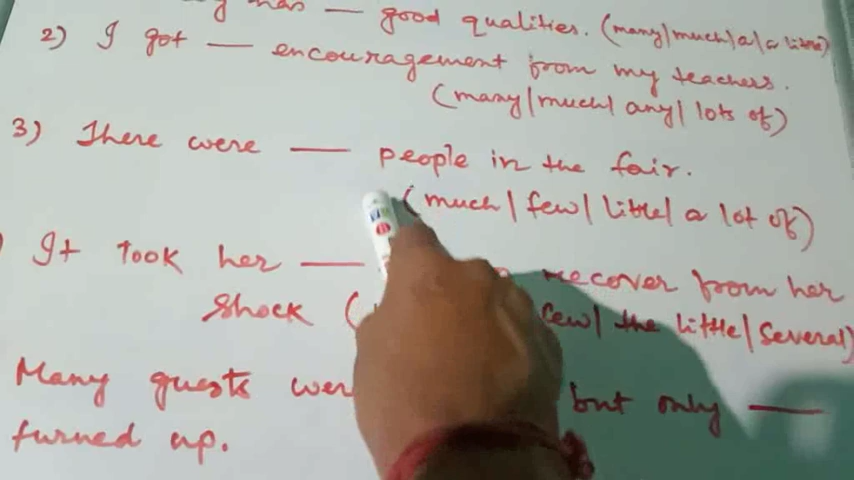 has — good qualities. (many/much/a/a little)
2) I got — encouragement from my teachers.
(many/much/any/lots of)
3) There were — people in the fair.
(much/few/little/a lot of)
It took her — recover from her
shock ( few/ the little/several)
Many guests but only —
turned up.